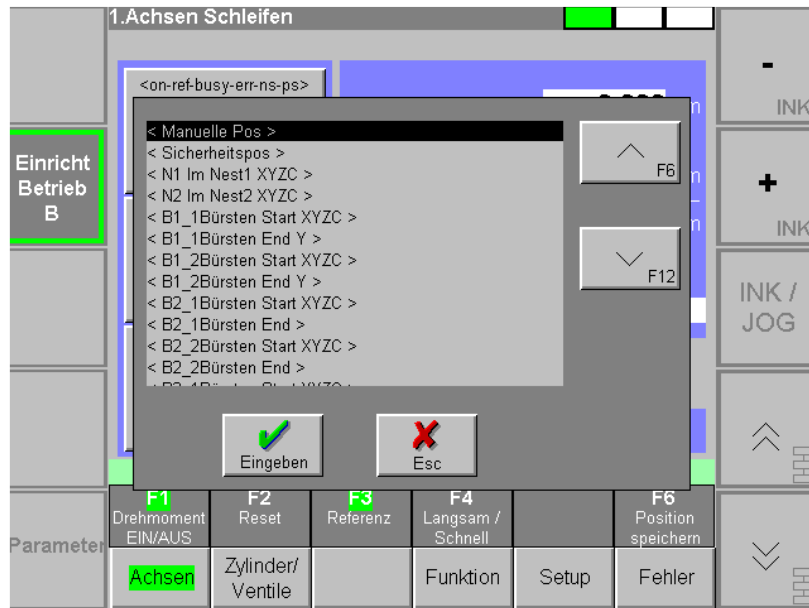 1.Achsen Schleifen
<on-ref-busy-err-ns-ps>
-
INK
m
< Manuelle Pos >
< Sicherheitspos >
< N1 Im Nest1 XYZC >
< N2 Im Nest2 XYZC >
< B1_1Bürsten Start XYZC >
< B1_1Bürsten End Y >
< B1_2Bürsten Start XYZC >
< B1_2Bürsten End Y >
< B2_1Bürsten Start XYZC >
< B2_1Bürsten End >
< B2_2Bürsten Start XYZC >
< B2_2Bürsten End >
F6
F12
Einricht
Betrieb
B
+
INK
INK /
JOG
Eingeben
Esc
F1
Drehmoment
EIN/AUS
F2
Reset
F3
Referenz
F4
Langsam /
Schnell
F6
Position
speichern
Parameter
Achsen
Zylinder/
Ventile
Funktion
Setup
Fehler